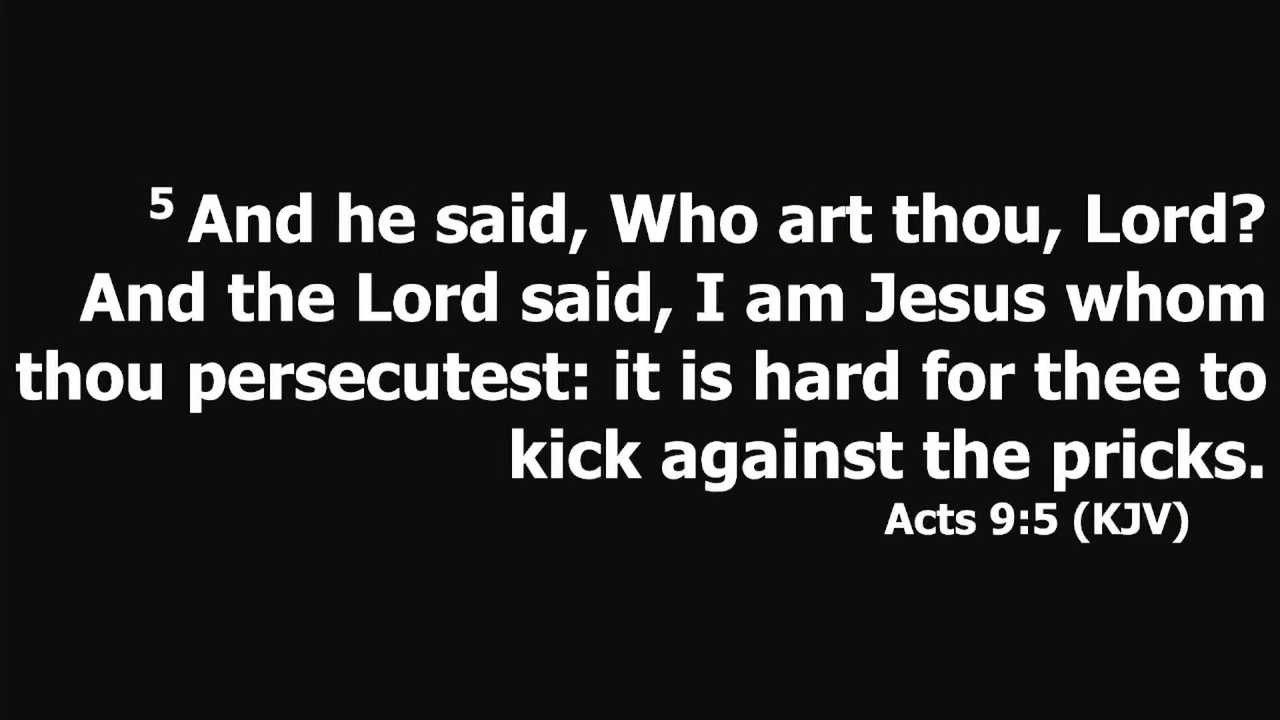 5 And he said, Who art thou, Lord?
And the Lord said, I am Jesus whom
thou persecutest: it is hard for thee to
kick against the pricks.
Acts 9:5 (KJV)